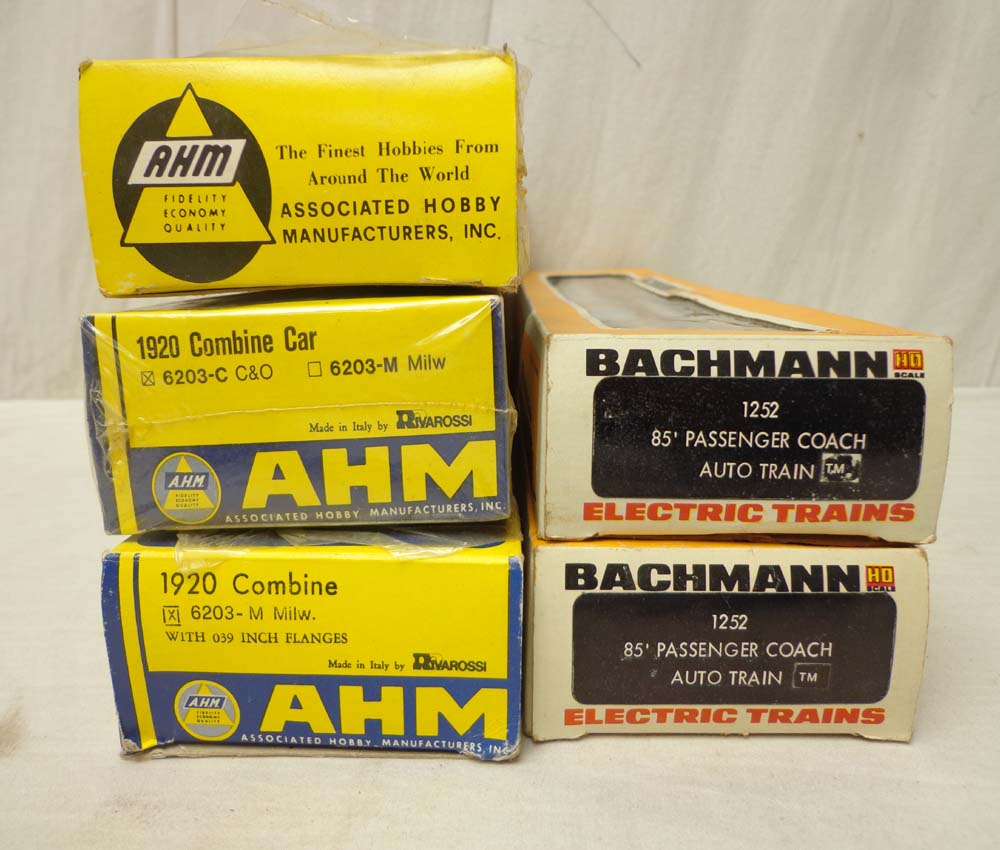 AHM
FIDELITY
ECONOMY
QUALITY
The Finest Hobbies From
Around The World
ASSOCIATED HOBBY
MANUFACTURERS, INC.
1920 Combine Car
☒ 6203-C C&O ☐ 6203-M Milw
Made in Italy by RIVAROSSI
A.H.M.
FIDELITY
ECONOMY
QUALITY
AHM
ASSOCIATED HOBBY MANUFACTURERS, INC.
1920 Combine
☒ 6203-M Milw.
WITH 039 INCH FLANGES
Made in Italy by RIVAROSSI
A.H.M.
FIDELITY
ECONOMY
QUALITY
AHM
ASSOCIATED HOBBY MANUFACTURERS, INC
BACHMANN HO
SCALE
1252
85' PASSENGER COACH
AUTO TRAIN TM
ELECTRIC TRAINS
BACHMANN HO
SCALE
1252
85' PASSENGER COACH
AUTO TRAIN TM
ELECTRIC TRAINS